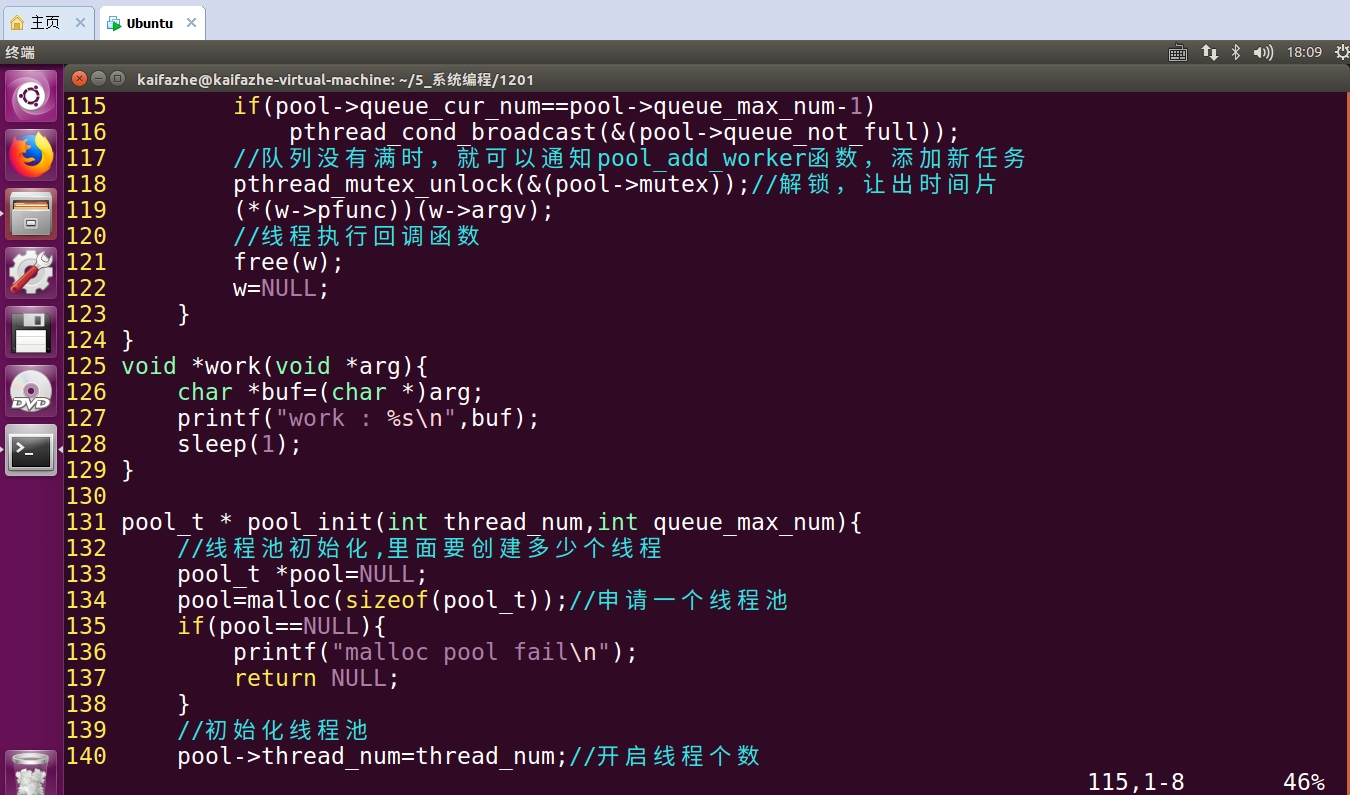 主页
Ubuntu
终端
18:09
kaifazhe@kaifazhe-virtual-machine: ~/5_系统编程/1201
115         if(pool->queue_cur_num==pool->queue_max_num-1)
116             pthread_cond_broadcast(&(pool->queue_not_full));
117         //队列没有满时，就可以通知pool_add_worker函数，添加新任务
118         pthread_mutex_unlock(&(pool->mutex));//解锁，让出时间片
119         (*(w->pfunc))(w->argv);
120         //线程执行回调函数
121         free(w);
122         w=NULL;
123     }
124 }
125 void *work(void *arg){
126     char *buf=(char *)arg;
127     printf("work : %s\n",buf);
128     sleep(1);
129 }
130
131 pool_t * pool_init(int thread_num,int queue_max_num){
132     //线程池初始化,里面要创建多少个线程
133     pool_t *pool=NULL;
134     pool=malloc(sizeof(pool_t));//申请一个线程池
135     if(pool==NULL){
136         printf("malloc pool fail\n");
137         return NULL;
138     }
139     //初始化线程池
140     pool->thread_num=thread_num;//开启线程个数
115,1-8 46%
DVD